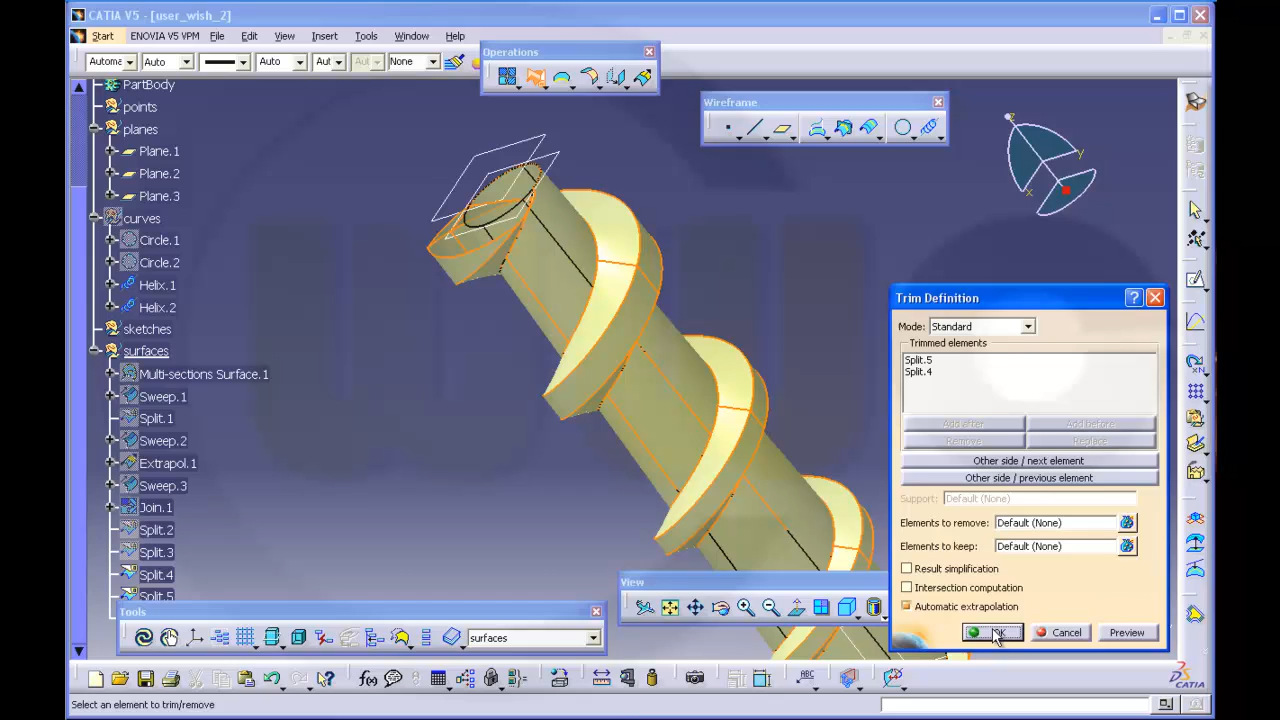 CATIA V5 - [user_wish_2]
Start ENOVIA V5 VPM File Edit View Insert Tools Window Help
Automa Auto Auto Aut Aut None
Operations
Wireframe
PartBody
points
planes
Plane.1
Plane.2
Plane.3
curves
Circle.1
Circle.2
Helix.1
Helix.2
sketches
surfaces
Multi-sections Surface.1
Sweep.1
Split.1
Sweep.2
Extrapol.1
Sweep.3
Join.1
Split.2
Split.3
Split.4
Split.5
z
y
x
Trim Definition
Mode: Standard
Trimmed elements
Split.5
Split.4
Add after Add before
Remove Replace
Other side / next element
Other side / previous element
Support: Default (None)
Elements to remove: Default (None)
Elements to keep: Default (None)
Result simplification
Intersection computation
Automatic extrapolation
OK Cancel Preview
View
Tools
surfaces
f(x)
ABC
CATIA
Select an element to trim/remove